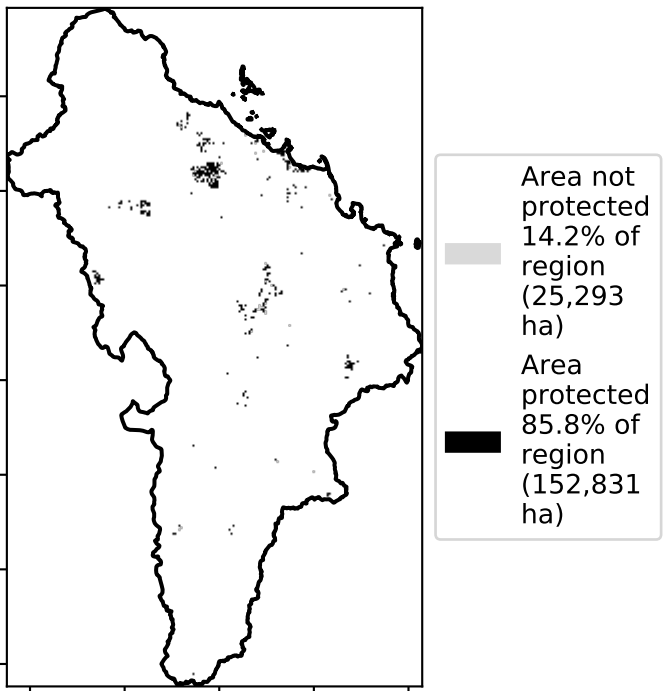 Area not
protected
14.2% of
region
(25,293
ha)
Area
protected
85.8% of
region
(152,831
ha)